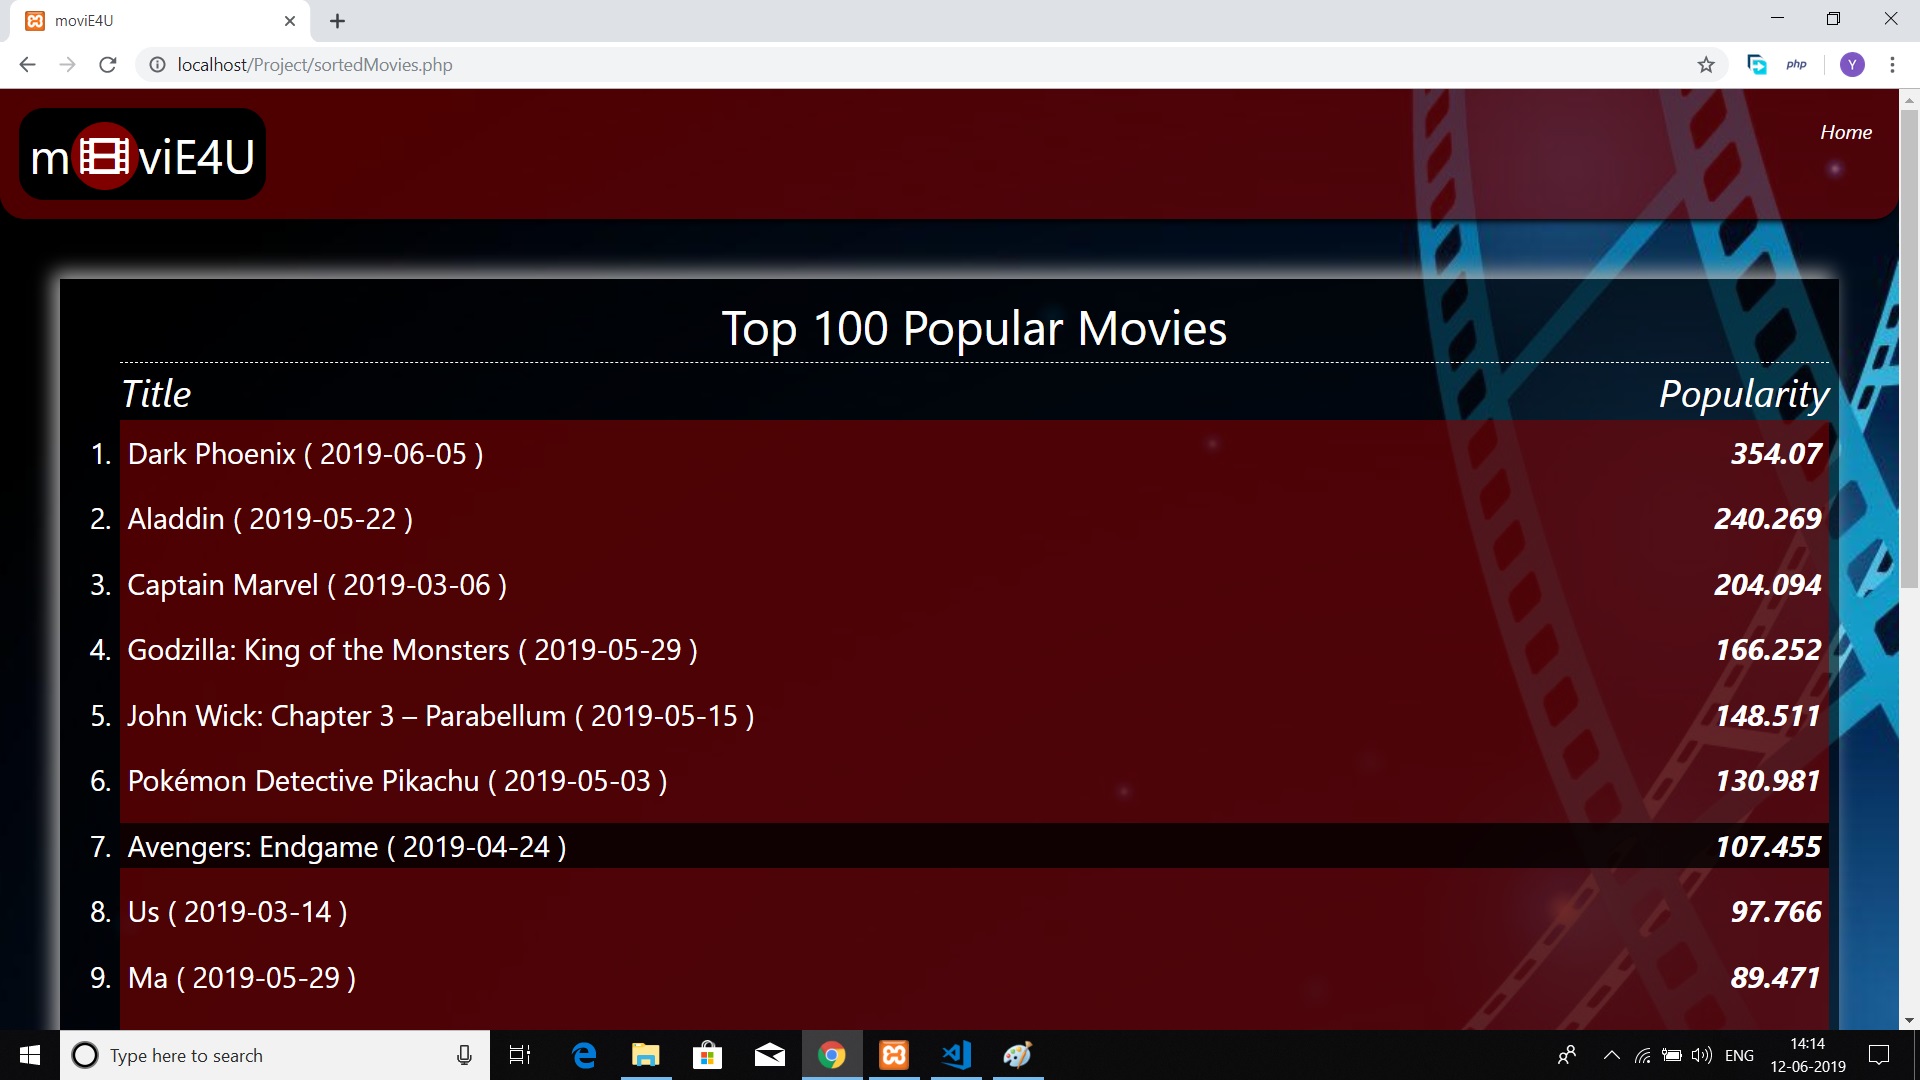 moviE4U
localhost/Project/sortedMovies.php
php
Y
m viE4U
Home
Top 100 Popular Movies
Title Popularity
1. Dark Phoenix ( 2019-06-05 ) 354.07
2. Aladdin ( 2019-05-22 ) 240.269
3. Captain Marvel ( 2019-03-06 ) 204.094
4. Godzilla: King of the Monsters ( 2019-05-29 ) 166.252
5. John Wick: Chapter 3 – Parabellum ( 2019-05-15 ) 148.511
6. Pokémon Detective Pikachu ( 2019-05-03 ) 130.981
7. Avengers: Endgame ( 2019-04-24 ) 107.455
8. Us ( 2019-03-14 ) 97.766
9. Ma ( 2019-05-29 ) 89.471
Type here to search
ENG
14:14
12-06-2019